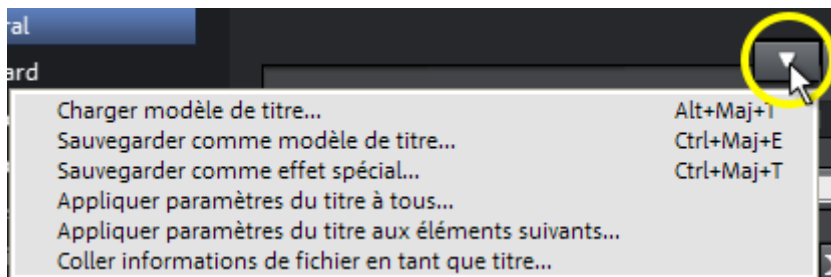 ral
ard
Charger modèle de titre... Alt+Maj+T
Sauvegarder comme modèle de titre... Ctrl+Maj+E
Sauvegarder comme effet spécial... Ctrl+Maj+T
Appliquer paramètres du titre à tous...
Appliquer paramètres du titre aux éléments suivants...
Coller informations de fichier en tant que titre...